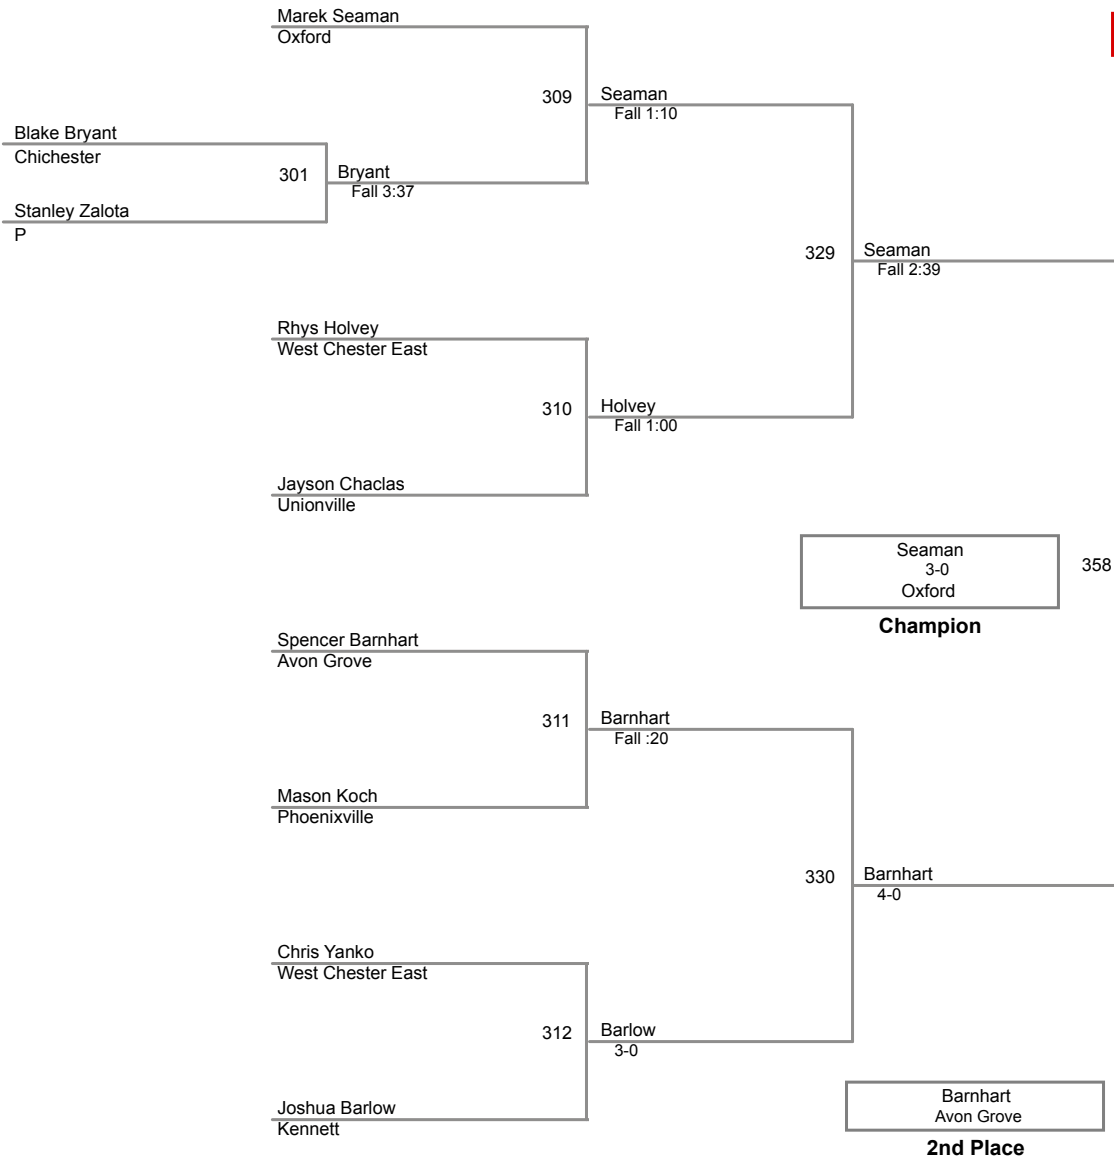 Marek Seaman
Oxford
309
Seaman
Fall 1:10
Blake Bryant
Chichester
301
Bryant
Fall 3:37
Stanley Zalota
P
329
Seaman
Fall 2:39
Rhys Holvey
West Chester East
310
Holvey
Fall 1:00
Jayson Chaclas
Unionville
Seaman
3-0
Oxford
358
Champion
Spencer Barnhart
Avon Grove
311
Barnhart
Fall :20
Mason Koch
Phoenixville
330
Barnhart
4-0
Chris Yanko
West Chester East
312
Barlow
3-0
Joshua Barlow
Kennett
Barnhart
Avon Grove
2nd Place